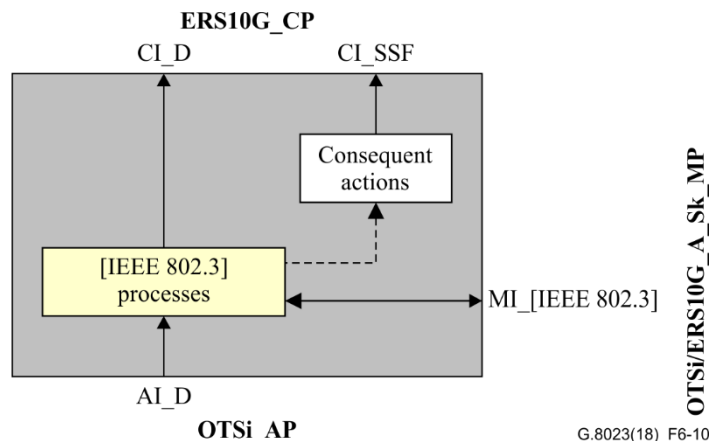 ERS10G_CP
CI_D
CI_SSF
Consequent
actions
[IEEE 802.3]
processes
MI_[IEEE 802.3]
OTSi/ERS10G_A_Sk_MP
AI_D
OTSi_AP
G.8023(18)_F6-10